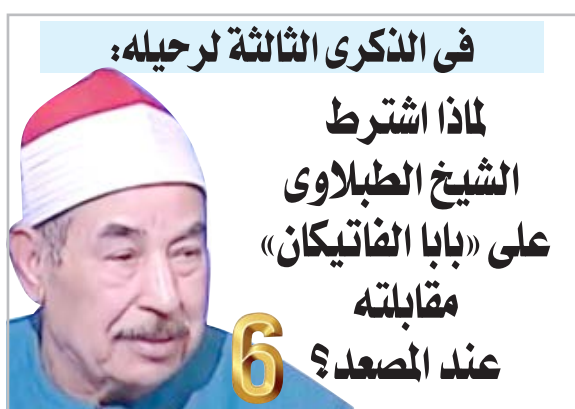 فى الذكرى الثالثة لرحيله:
لماذا اشترط
الشيخ الطبلاوى
على «بابا الفاتيكان»
مقابلته
عند المصعد؟
6